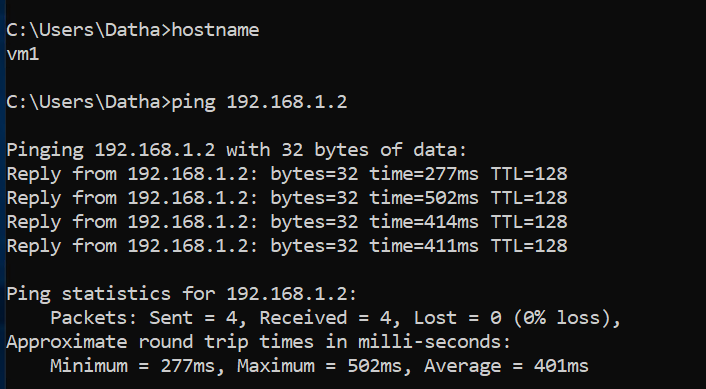 C:\Users\Datha>hostname
vm1
C:\Users\Datha>ping 192.168.1.2
Pinging 192.168.1.2 with 32 bytes of data:
Reply from 192.168.1.2: bytes=32 time=277ms TTL=128
Reply from 192.168.1.2: bytes=32 time=502ms TTL=128
Reply from 192.168.1.2: bytes=32 time=414ms TTL=128
Reply from 192.168.1.2: bytes=32 time=411ms TTL=128
Ping statistics for 192.168.1.2:
    Packets: Sent = 4, Received = 4, Lost = 0 (0% loss),
Approximate round trip times in milli-seconds:
    Minimum = 277ms, Maximum = 502ms, Average = 401ms